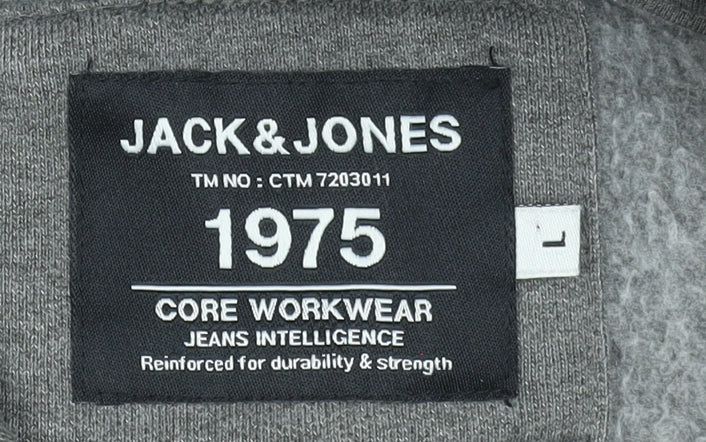 JACK&JONES
TM NO : CTM 7203011
1975
CORE WORKWEAR
JEANS INTELLIGENCE
Reinforced for durability & strength
L